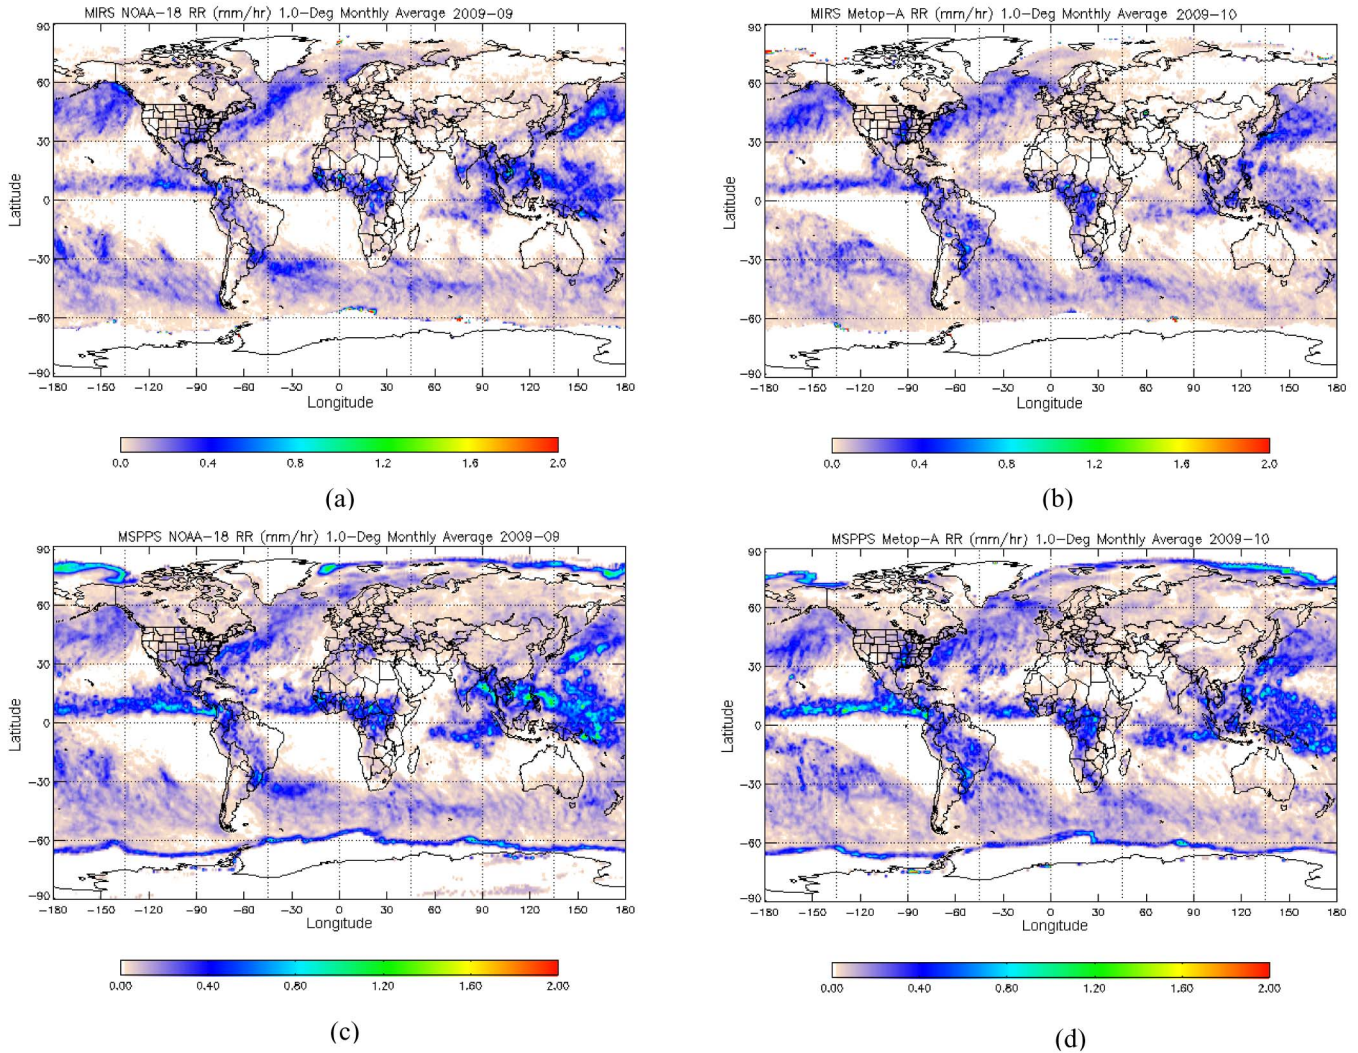 MIRS NOAA-18 RR (mm/hr) 1.0-Deg Monthly Average 2009-09
90
60
30
0
-30
-60
-90
Latitude
-180 -150 -120 -90 -60 -30 0 30 60 90 120 150 180
Longitude
0.0 0.4 0.8 1.2 1.6 2.0
(a)
MIRS Metop-A RR (mm/hr) 1.0-Deg Monthly Average 2009-10
90
60
30
0
-30
-60
-90
Latitude
-180 -150 -120 -90 -60 -30 0 30 60 90 120 150 180
Longitude
0.0 0.4 0.8 1.2 1.6 2.0
(b)
MSPPS NOAA-18 RR (mm/hr) 1.0-Deg Monthly Average 2009-09
90
60
30
0
-30
-60
-90
Latitude
-180 -150 -120 -90 -60 -30 0 30 60 90 120 150 180
Longitude
0.00 0.40 0.80 1.20 1.60 2.00
(c)
MSPPS Metop-A RR (mm/hr) 1.0-Deg Monthly Average 2009-10
90
60
30
0
-30
-60
-90
Latitude
-180 -150 -120 -90 -60 -30 0 30 60 90 120 150 180
Longitude
0.00 0.40 0.80 1.20 1.60 2.00
(d)